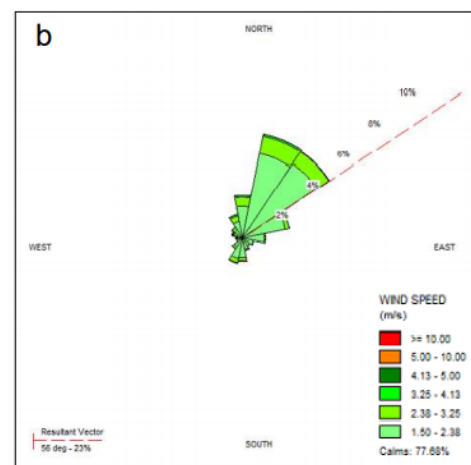 b
NORTH
10%
8%
6%
4%
2%
WEST
EAST
WIND SPEED
(m/s)
>= 10.00
5.00 - 10.00
4.13 - 5.00
3.25 - 4.13
2.38 - 3.25
1.50 - 2.38
Calms: 77.68%
Resultant Vector
56 deg - 23%
SOUTH